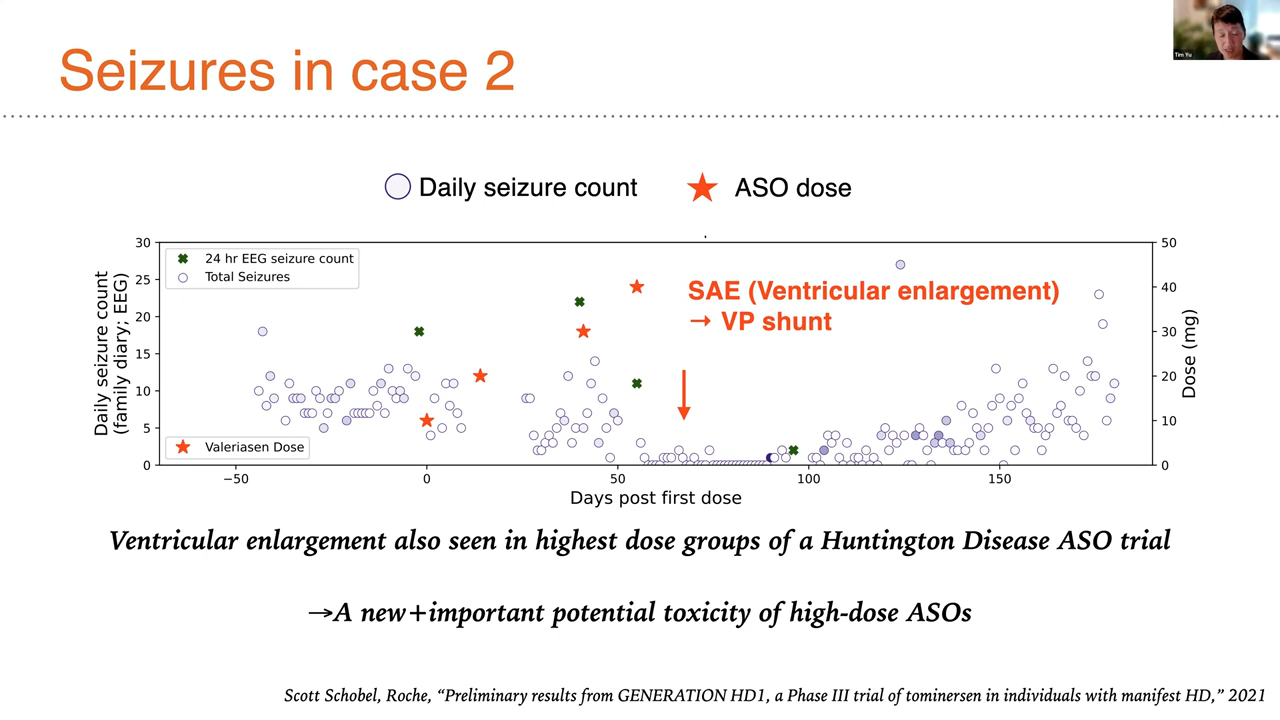 Tim Yu
Seizures in case 2
Daily seizure count
ASO dose
30
25
20
15
10
5
0
Daily seizure count
(family diary; EEG)
24 hr EEG seizure count
Total Seizures
Valeriasen Dose
SAE (Ventricular enlargement)
→ VP shunt
50
40
30
20
10
0
Dose (mg)
−50
0
50
100
150
Days post first dose
Ventricular enlargement also seen in highest dose groups of a Huntington Disease ASO trial
→A new+important potential toxicity of high-dose ASOs
Scott Schobel, Roche, “Preliminary results from GENERATION HD1, a Phase III trial of tominersen in individuals with manifest HD,” 2021